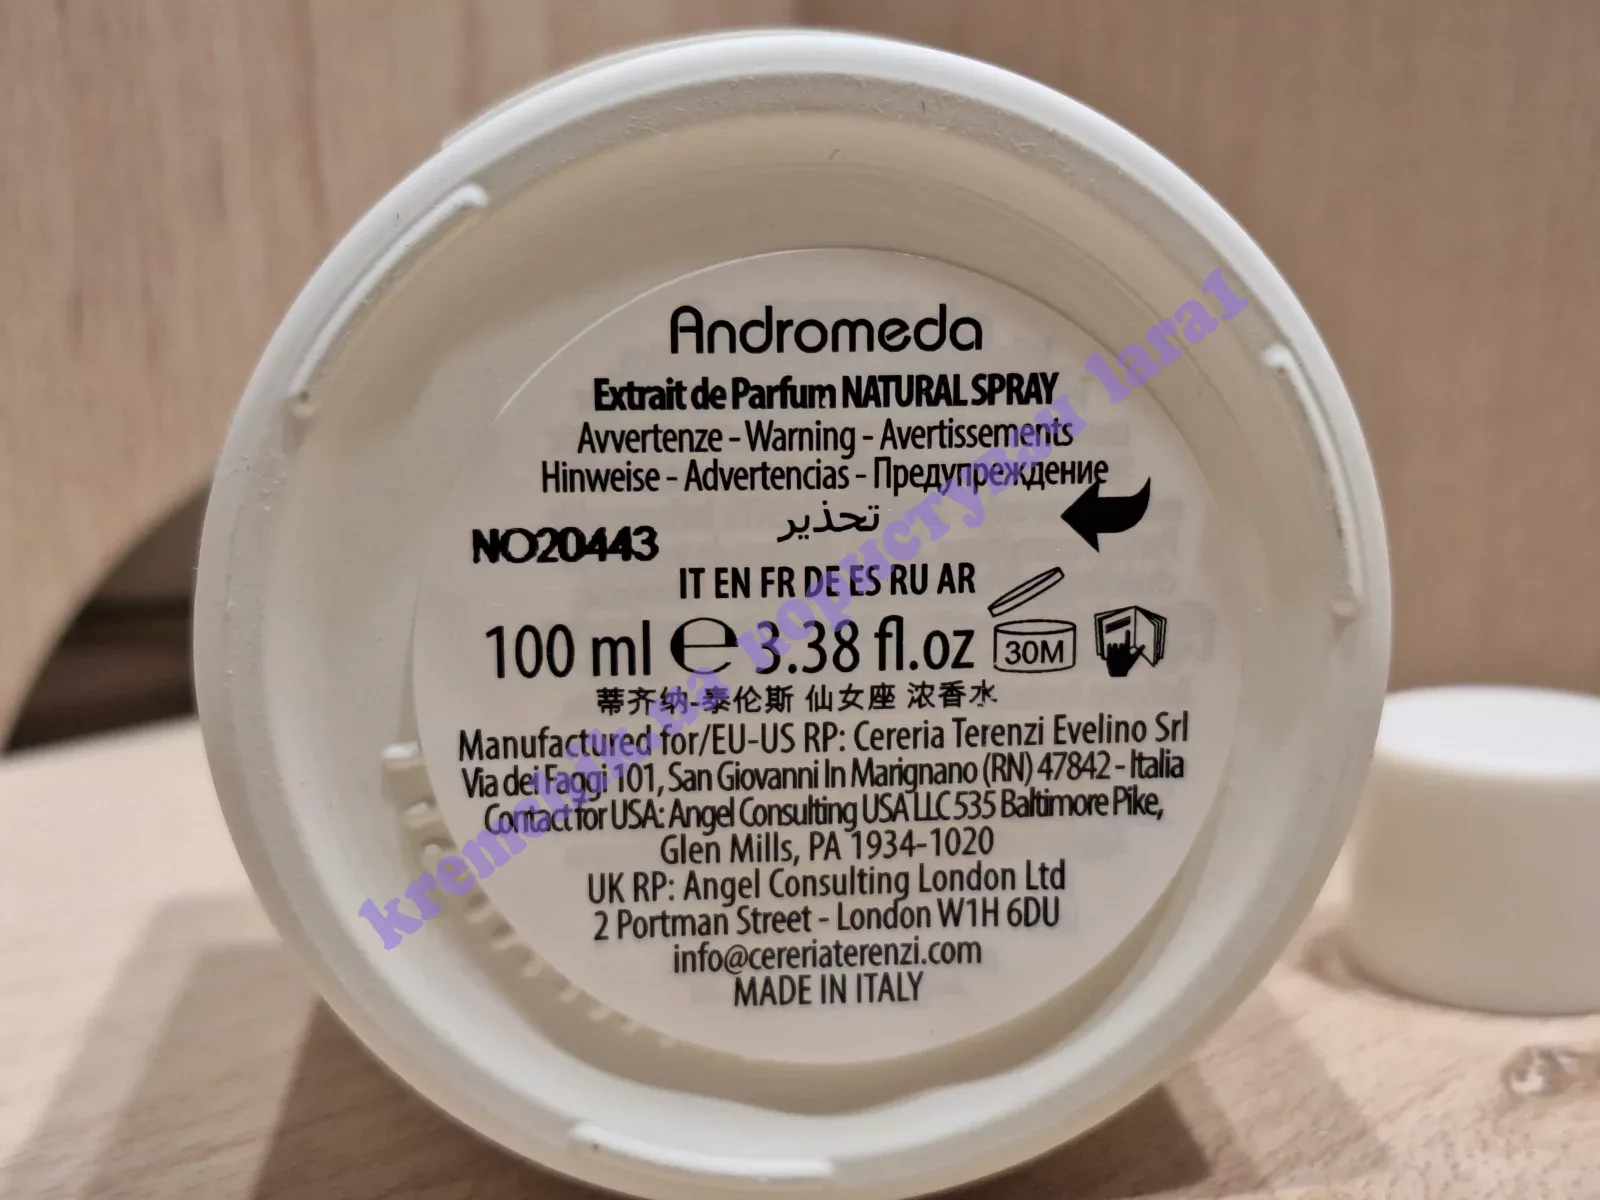 Andromeda
Extrait de Parfum NATURAL SPRAY
Avvertenze - Warning - Avertissements
Hinweise - Advertencias - Предупреждение
تحذير
NO20443
IT EN FR DE ES RU AR
100 ml e 3.38 fl.oz 30M
蒂齐纳-泰伦斯 仙女座 浓香水
Manufactured for/EU-US RP: Cereria Terenzi Evelino Srl
Via dei Faggi 101, San Giovanni In Marignano (RN) 47842 - Italia
Contact for USA: Angel Consulting USA LLC 535 Baltimore Pike,
Glen Mills, PA 1934-1020
UK RP: Angel Consulting London Ltd
2 Portman Street - London W1H 6DU
info@cereriaterenzi.com
MADE IN ITALY
kremchik.ua користувач lara1